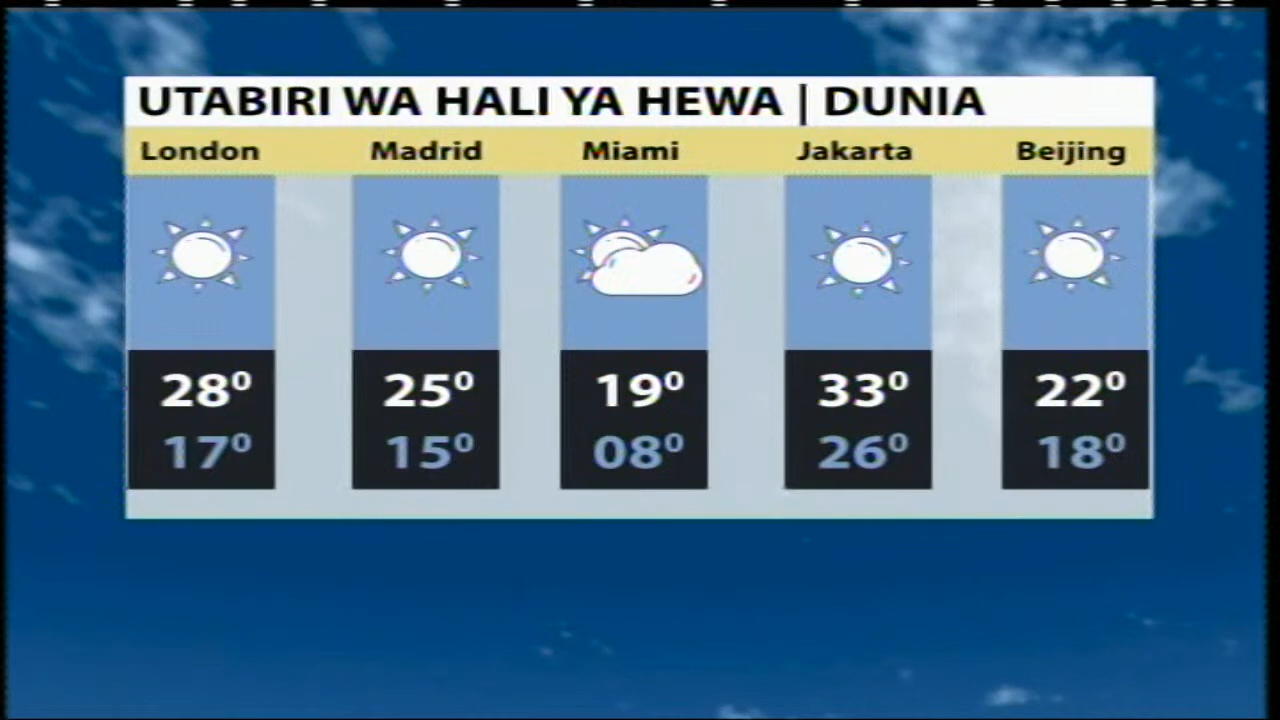 UTABIRI WA HALI YA HEWA | DUNIA
London Madrid Miami Jakarta Beijing
28⁰ 25⁰ 19⁰ 33⁰ 22⁰
17⁰ 15⁰ 08⁰ 26⁰ 18⁰